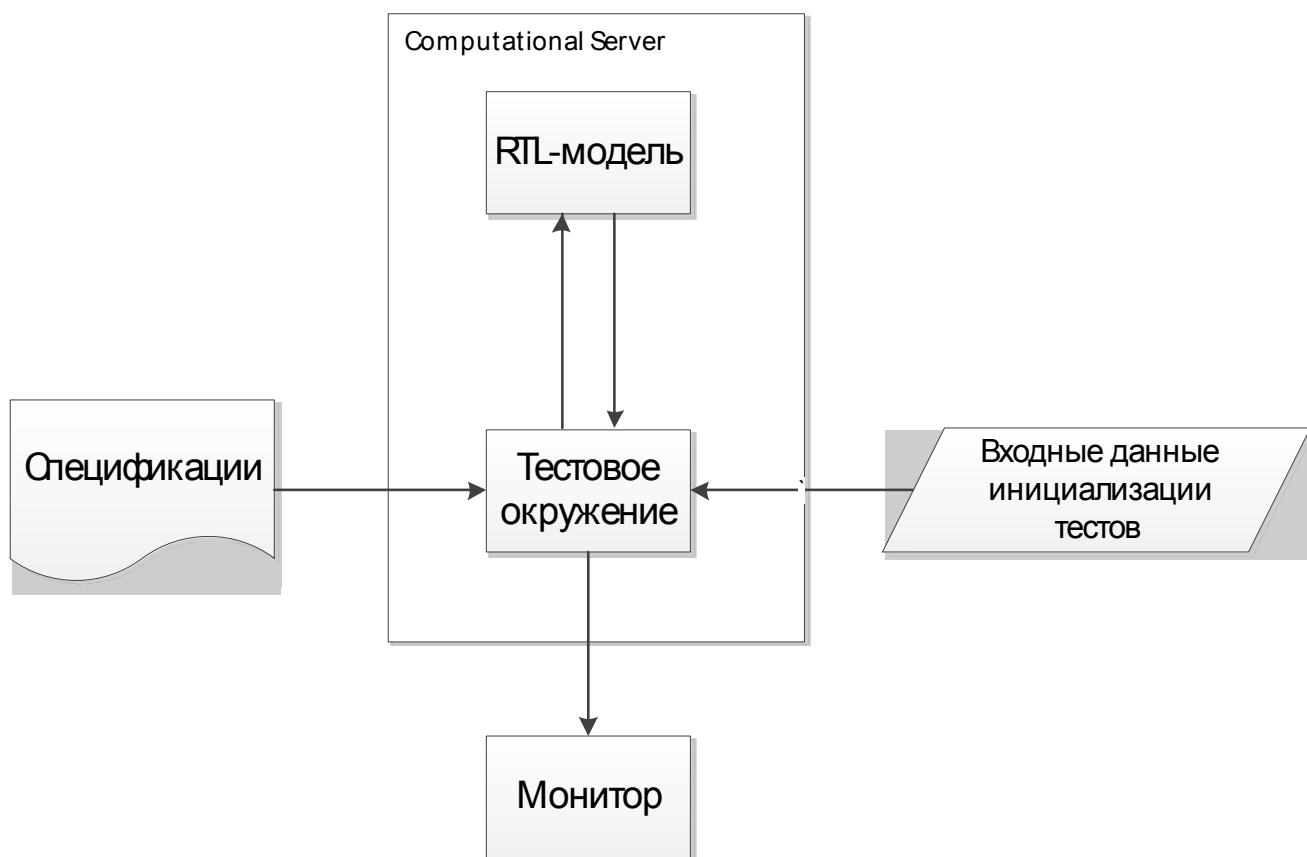 Computational Server
RTL-модель
Спецификации
Тестовое
окружение
Входные данные
инициализации
тестов
Монитор